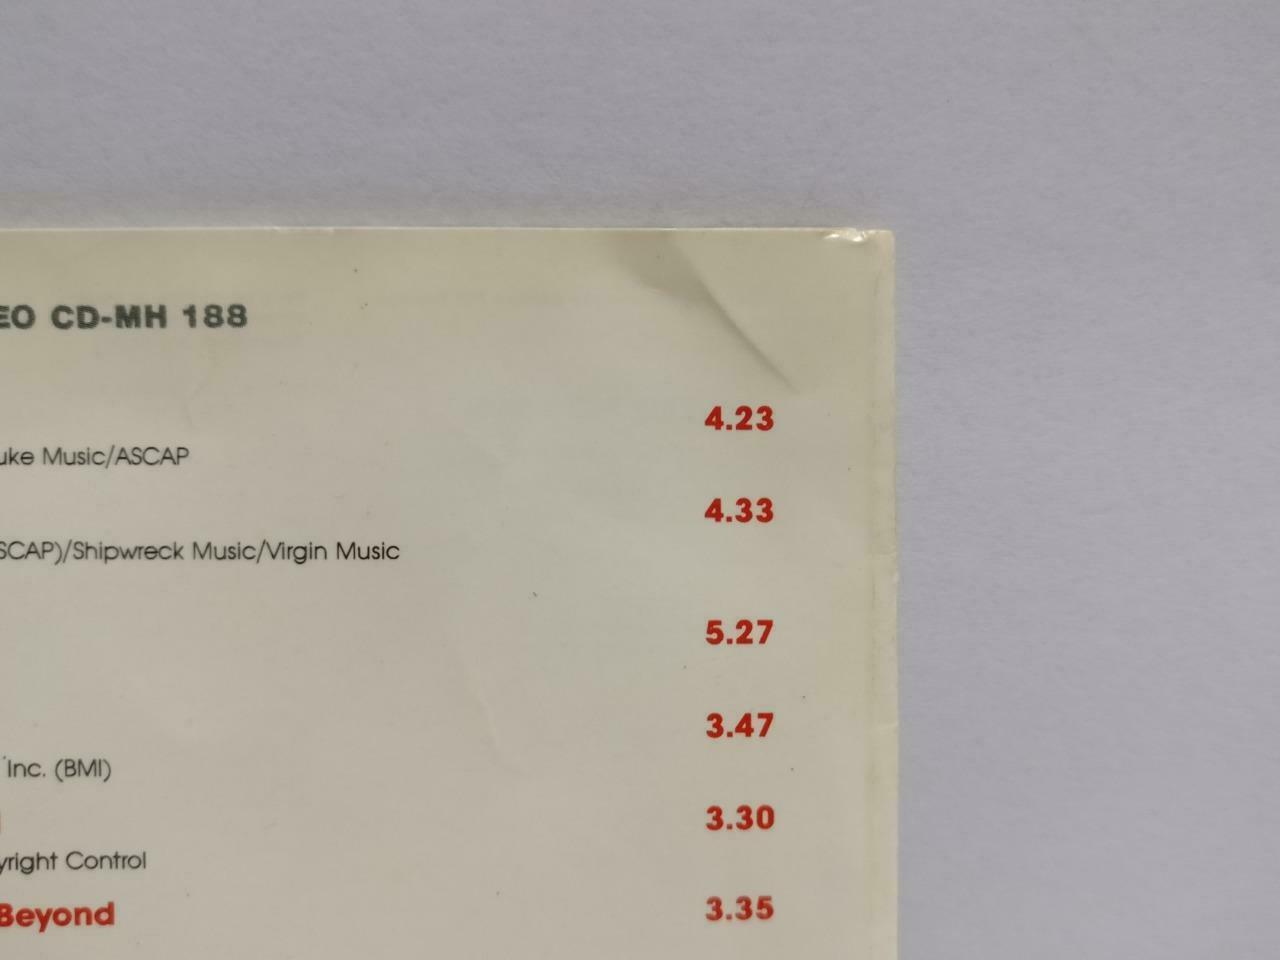 EO CD-MH 188
4.23
uke Music/ASCAP
4.33
SCAP)/Shipwreck Music/Virgin Music
5.27
3.47
Inc. (BMI)
3.30
yright Control
Beyond 3.35